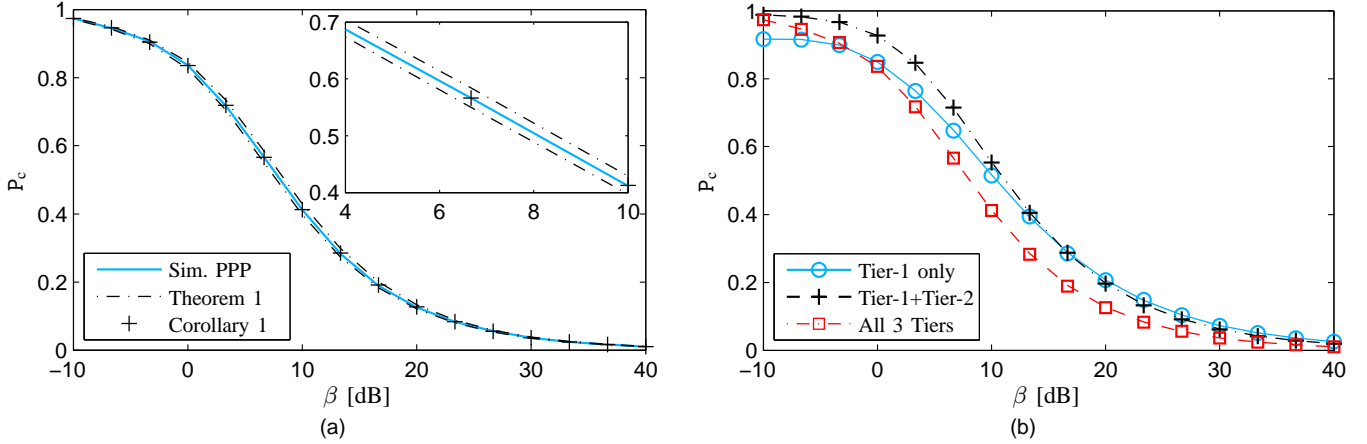 1
0.8
0.6
0.4
0.2
0
P_c
−10 0 10 20 30 40
β [dB]
(a)
0.7
0.6
0.5
0.4
4 6 8 10
Sim. PPP
Theorem 1
Corollary 1
1
0.8
0.6
0.4
0.2
0
P_c
−10 0 10 20 30 40
β [dB]
(b)
Tier-1 only
Tier-1+Tier-2
All 3 Tiers